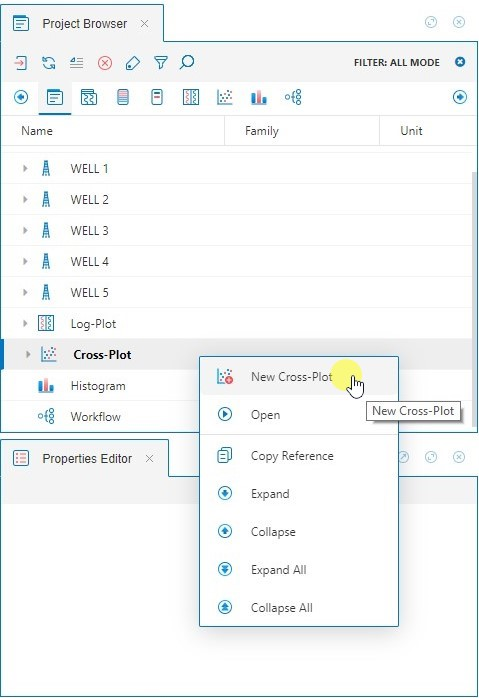 Project Browser
FILTER: ALL MODE
Name Family Unit
WELL 1
WELL 2
WELL 3
WELL 4
WELL 5
Log-Plot
Cross-Plot
Histogram
Workflow
New Cross-Plot
New Cross-Plot
Open
Copy Reference
Expand
Collapse
Expand All
Collapse All
Properties Editor